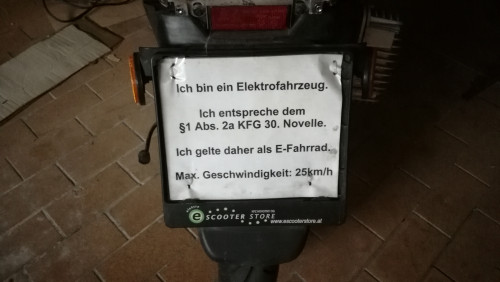 Ich bin ein Elektrofahrzeug.
Ich entspreche dem
§1 Abs. 2a KFG 30. Novelle.
Ich gelte daher als E-Fahrrad.
Max. Geschwindigkeit: 25km/h
e SCOOTER STORE
www.escooterstore.at